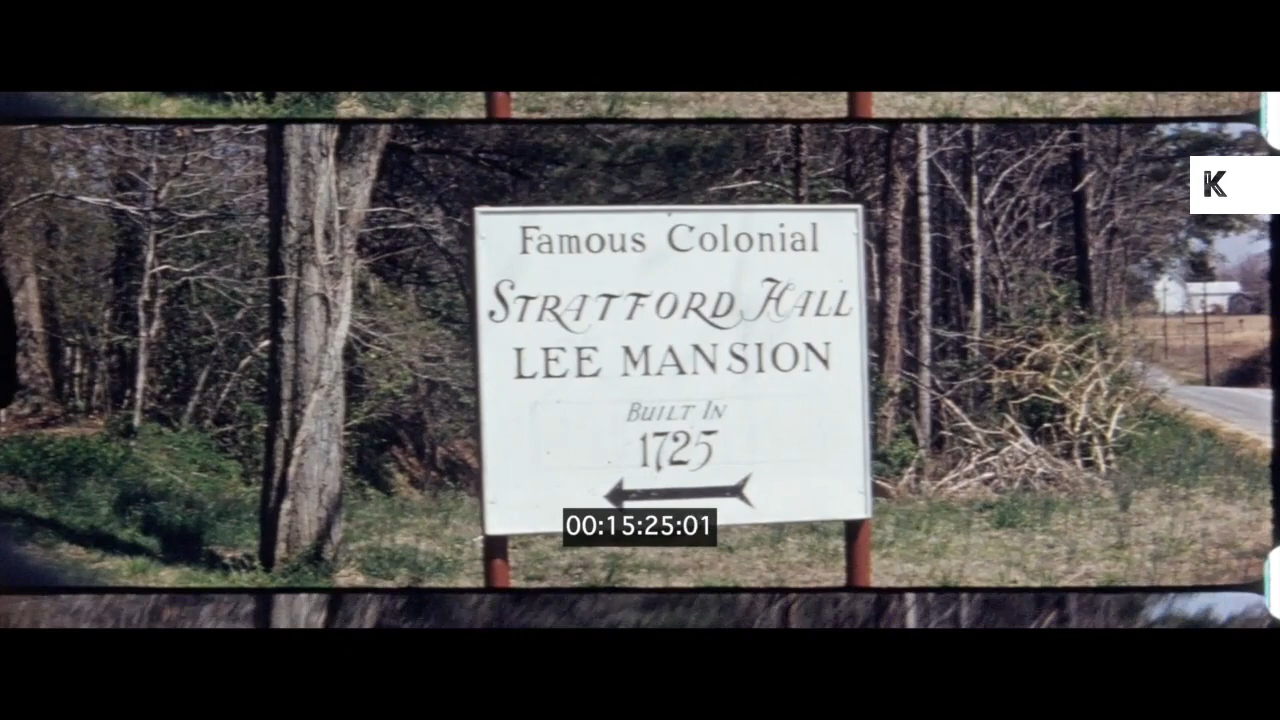 Famous Colonial
STRATFORD HALL
LEE MANSION
BUILT IN
1725
00:15:25:01
K